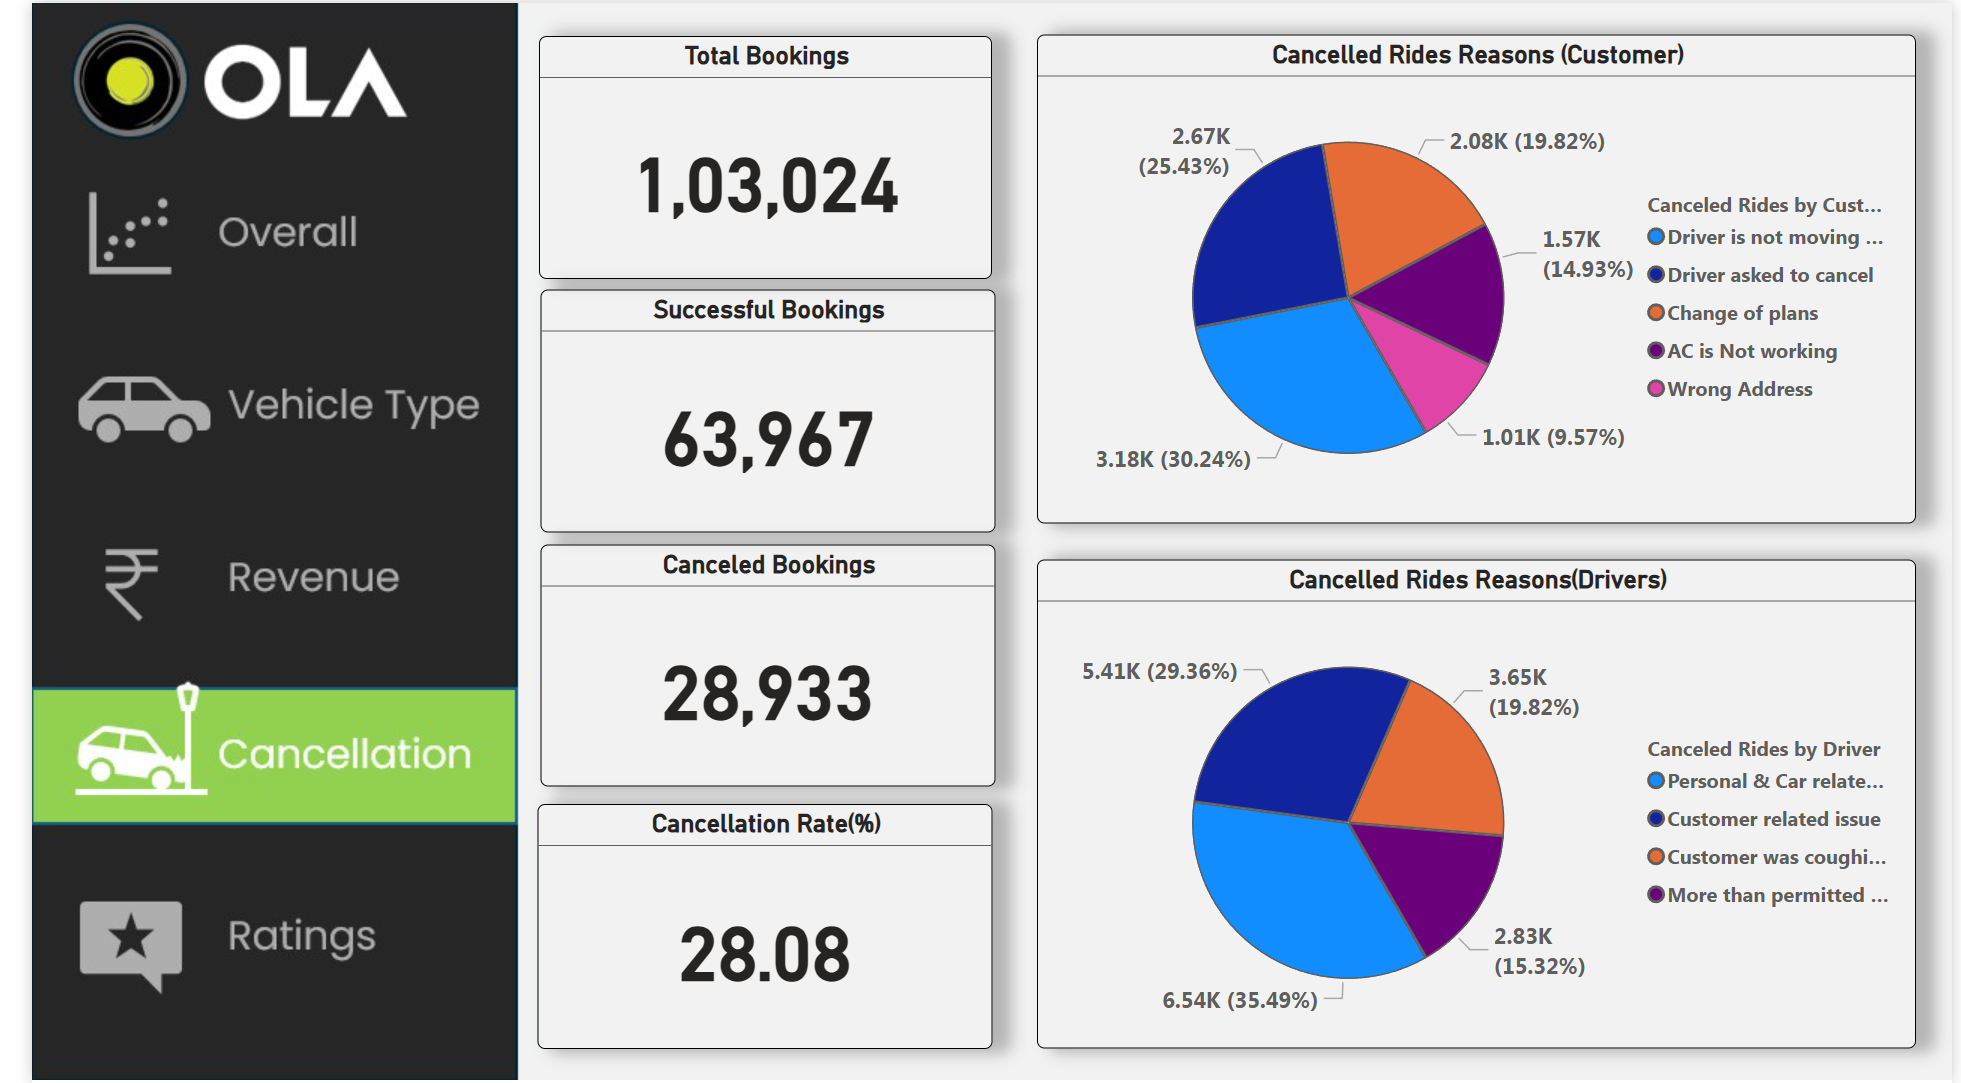 OLA
Overall
Vehicle Type
Revenue
Cancellation
Ratings
Total Bookings
1,03,024
Successful Bookings
63,967
Canceled Bookings
28,933
Cancellation Rate(%)
28.08
Cancelled Rides Reasons (Customer)
2.67K
(25.43%)
2.08K (19.82%)
1.57K
(14.93%)
1.01K (9.57%)
3.18K (30.24%)
Canceled Rides by Cust...
Driver is not moving ...
Driver asked to cancel
Change of plans
AC is Not working
Wrong Address
Cancelled Rides Reasons(Drivers)
5.41K (29.36%)
3.65K
(19.82%)
2.83K
(15.32%)
6.54K (35.49%)
Canceled Rides by Driver
Personal & Car relate...
Customer related issue
Customer was coughi...
More than permitted ...